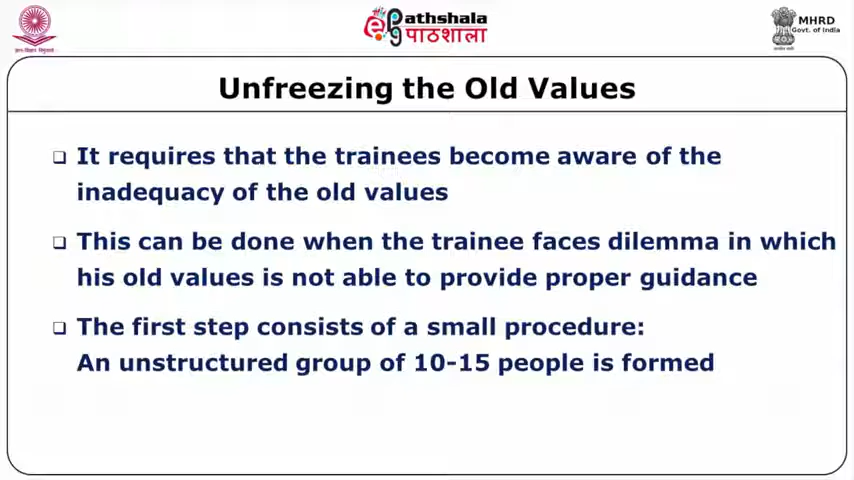 Pathshala
पाठशाला
MHRD
Govt. of India
Unfreezing the Old Values
It requires that the trainees become aware of the
inadequacy of the old values
This can be done when the trainee faces dilemma in which
his old values is not able to provide proper guidance
The first step consists of a small procedure:
An unstructured group of 10-15 people is formed